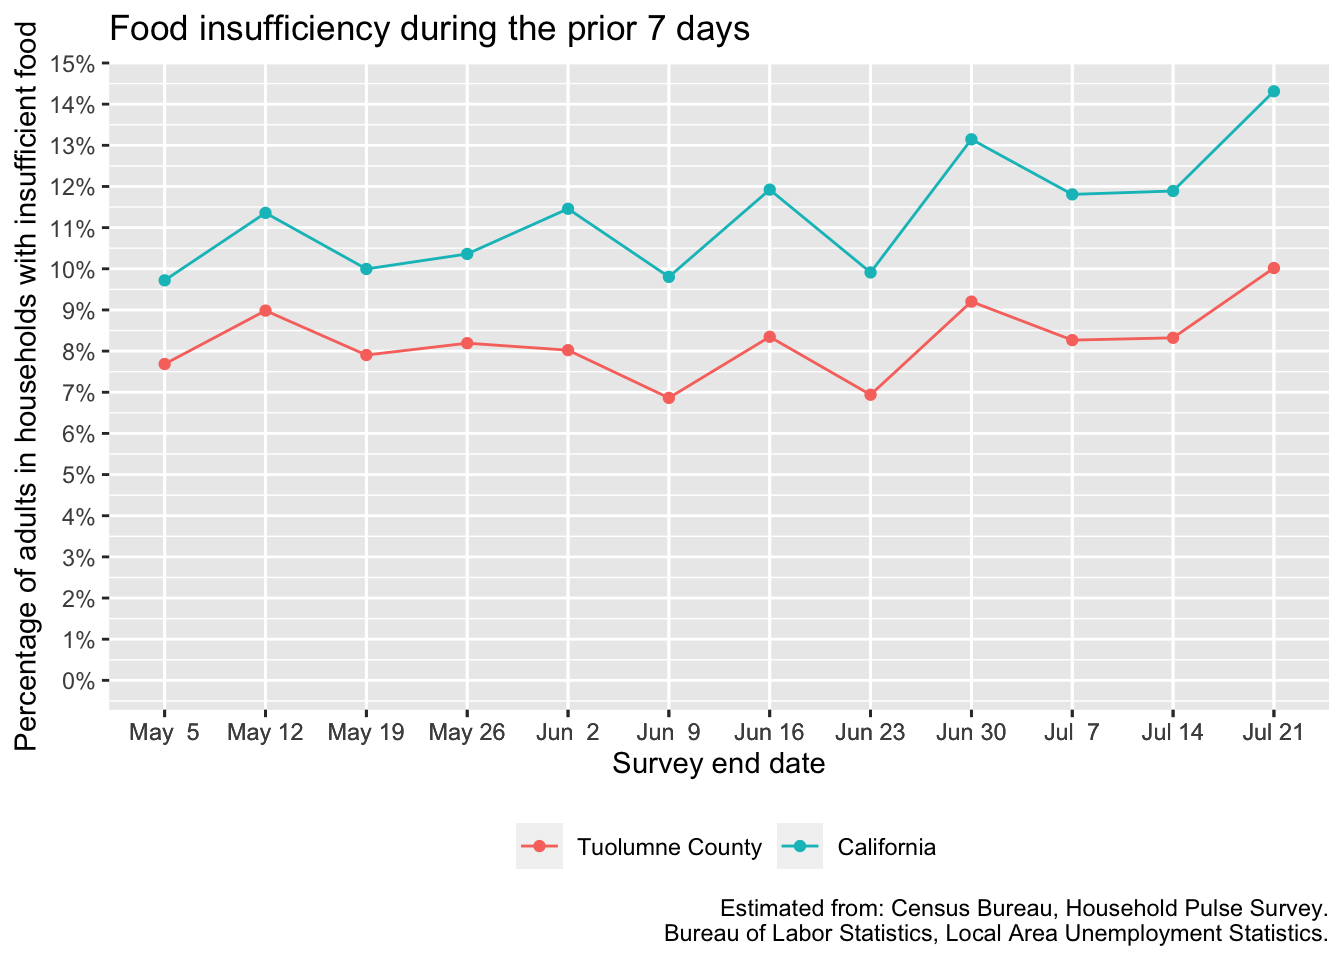 Food insufficiency during the prior 7 days
Percentage of adults in households with insufficient food
15%
14%
13%
12%
11%
10%
9%
8%
7%
6%
5%
4%
3%
2%
1%
0%
May 5 May 12 May 19 May 26 Jun 2 Jun 9 Jun 16 Jun 23 Jun 30 Jul 7 Jul 14 Jul 21
Survey end date
Tuolumne County California
Estimated from: Census Bureau, Household Pulse Survey.
Bureau of Labor Statistics, Local Area Unemployment Statistics.